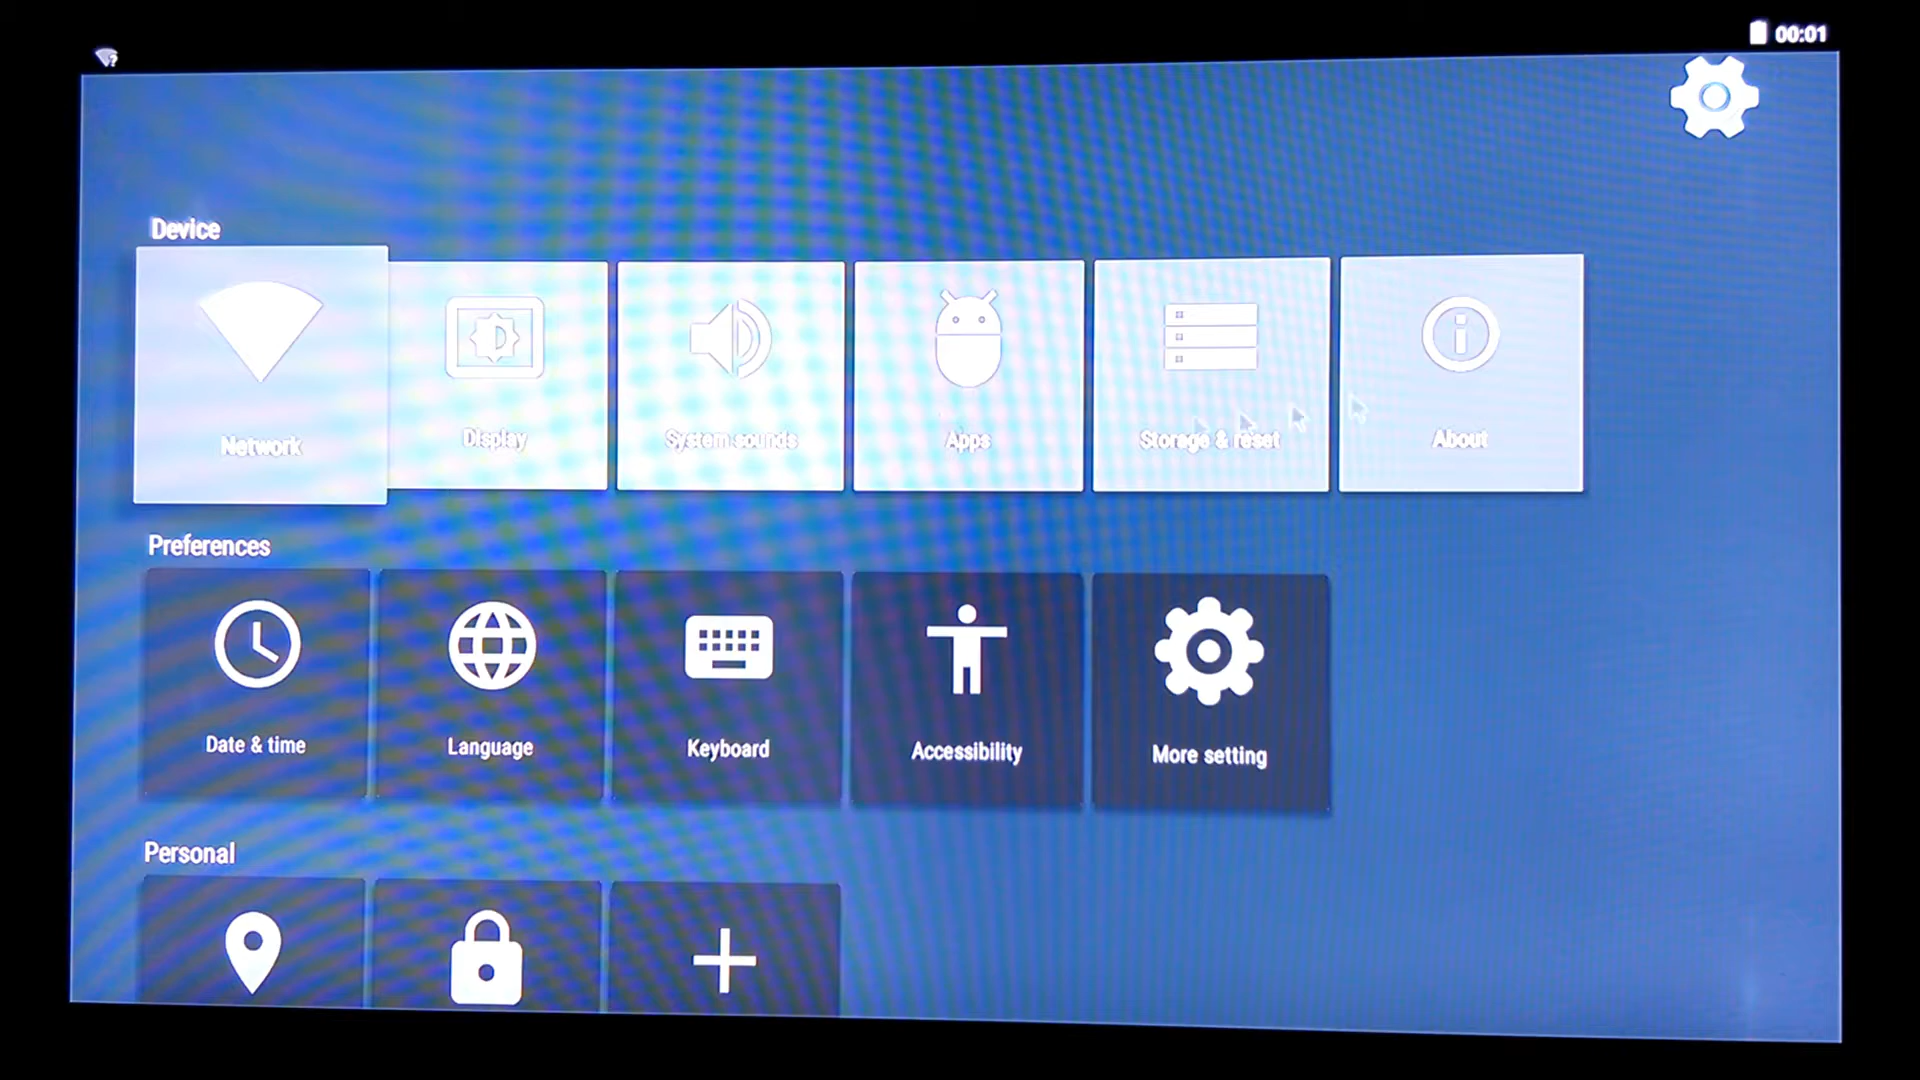 00:01
Device
Network
Display
System sounds
Apps
Storage & reset
About
Preferences
Date & time
Language
Keyboard
Accessibility
More setting
Personal